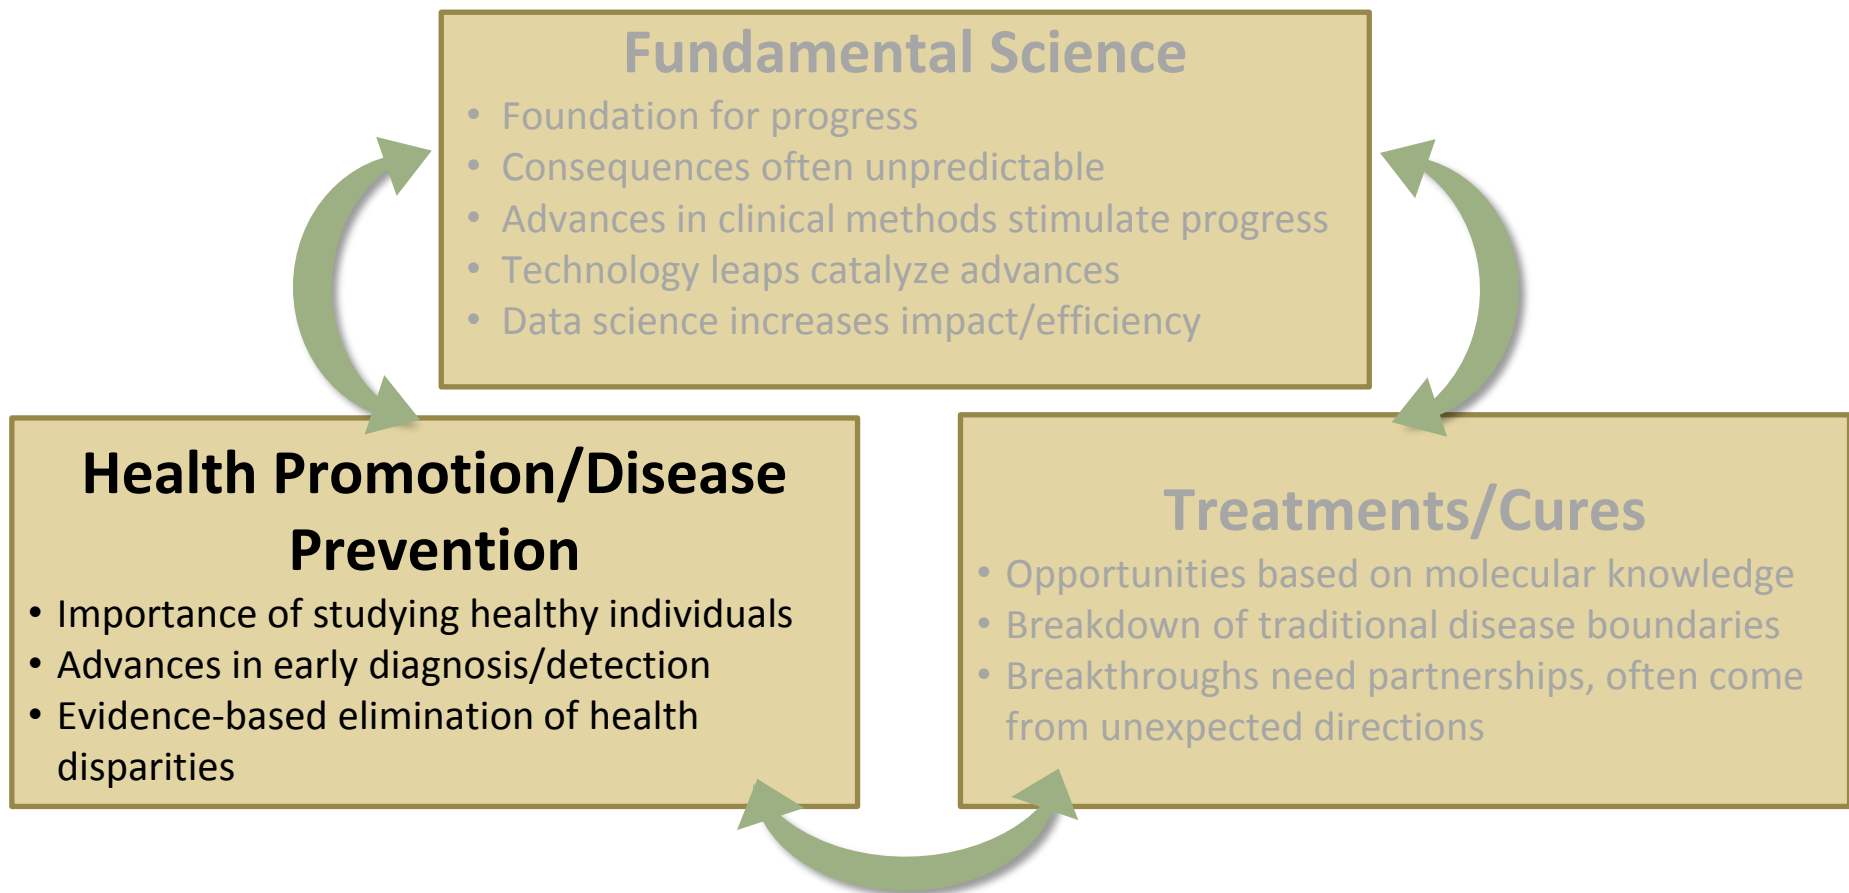 Fundamental Science
• Foundation for progress
• Consequences often unpredictable
• Advances in clinical methods stimulate progress
• Technology leaps catalyze advances
• Data science increases impact/efficiency
Health Promotion/Disease
Prevention
• Importance of studying healthy individuals
• Advances in early diagnosis/detection
• Evidence-based elimination of health
disparities
Treatments/Cures
• Opportunities based on molecular knowledge
• Breakdown of traditional disease boundaries
• Breakthroughs need partnerships, often come
from unexpected directions